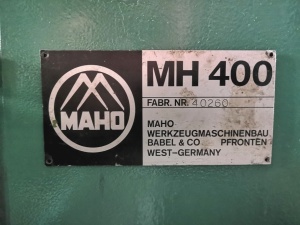 MAHO
MH 400
FABR. NR. 40260
MAHO
WERKZEUGMASCHINENBAU
BABEL & CO PFRONTEN
WEST-GERMANY